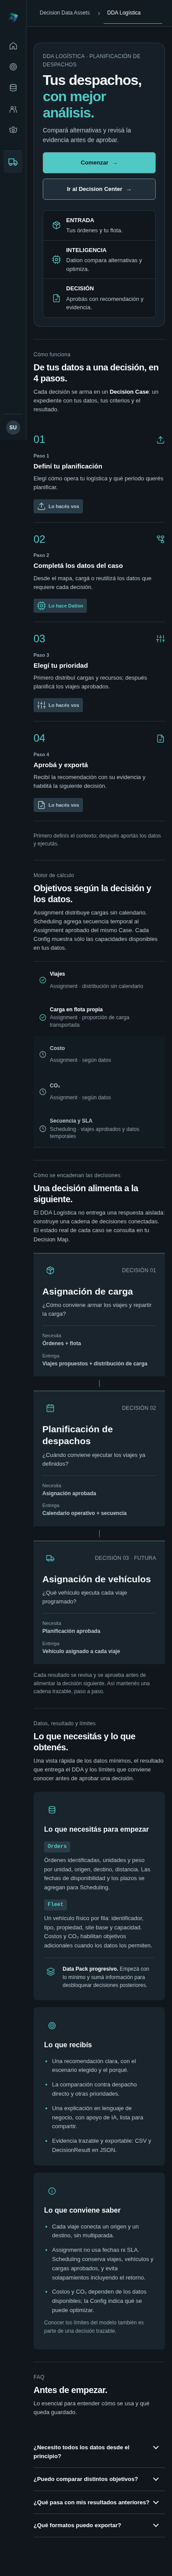 Decision Data Assets › DDA Logística
SU
DDA LOGÍSTICA · PLANIFICACIÓN DE
DESPACHOS
Tus despachos,
con mejor
análisis.
Compará alternativas y revisá la
evidencia antes de aprobar.
Comenzar →
Ir al Decision Center →
ENTRADA
Tus órdenes y tu flota.
INTELIGENCIA
Datlon compara alternativas y
optimiza.
DECISIÓN
Aprobás con recomendación y
evidencia.
Cómo funciona
De tus datos a una decisión, en
4 pasos.
Cada decisión se arma en un Decision Case: un
expediente con tus datos, tus criterios y el
resultado.
01
Paso 1
Definí tu planificación
Elegí cómo opera tu logística y qué período querés
planificar.
Lo hacés vos
02
Paso 2
Completá los datos del caso
Desde el mapa, cargá o reutilizá los datos que
requiere cada decisión.
Lo hace Datlon
03
Paso 3
Elegí tu prioridad
Primero distribuí cargas y recursos; después
planificá los viajes aprobados.
Lo hacés vos
04
Paso 4
Aprobá y exportá
Recibí la recomendación con su evidencia y
habilitá la siguiente decisión.
Lo hacés vos
Primero definís el contexto; después aportás los datos
y ejecutás.
Motor de cálculo
Objetivos según la decisión y
los datos.
Assignment distribuye cargas sin calendario.
Scheduling agrega secuencia temporal al
Assignment aprobado del mismo Case. Cada
Config muestra sólo las capacidades disponibles
en tus datos.
Viajes
Assignment · distribución sin calendario
Carga en flota propia
Assignment · proporción de carga
transportada
Costo
Assignment · según datos
CO₂
Assignment · según datos
Secuencia y SLA
Scheduling · viajes aprobados y datos
temporales
Cómo se encadenan las decisiones
Una decisión alimenta a la
siguiente.
El DDA Logística no entrega una respuesta aislada:
construye una cadena de decisiones conectadas.
El estado real de cada caso se consulta en tu
Decision Map.
DECISIÓN 01
Asignación de carga
¿Cómo conviene armar los viajes y repartir
la carga?
Necesita
Órdenes + flota
Entrega
Viajes propuestos + distribución de carga
DECISIÓN 02
Planificación de
despachos
¿Cuándo conviene ejecutar los viajes ya
definidos?
Necesita
Asignación aprobada
Entrega
Calendario operativo + secuencia
DECISIÓN 03 · FUTURA
Asignación de vehículos
¿Qué vehículo ejecuta cada viaje
programado?
Necesita
Planificación aprobada
Entrega
Vehículo asignado a cada viaje
Cada resultado se revisa y se aprueba antes de
alimentar la decisión siguiente. Así mantenés una
cadena trazable, paso a paso.
Datos, resultado y límites
Lo que necesitás y lo que
obtenés.
Una vista rápida de los datos mínimos, el resultado
que entrega el DDA y los límites que conviene
conocer antes de aprobar una decisión.
Lo que necesitás para empezar
Orders
Órdenes identificadas, unidades y peso
por unidad, origen, destino, distancia. Las
fechas de disponibilidad y los plazos se
agregan para Scheduling.
Fleet
Un vehículo físico por fila: identificador,
tipo, propiedad, site base y capacidad.
Costos y CO₂ habilitan objetivos
adicionales cuando los datos los permiten.
Data Pack progresivo. Empezá con
lo mínimo y sumá información para
desbloquear decisiones posteriores.
Lo que recibís
• Una recomendación clara, con el
escenario elegido y el porqué.
• La comparación contra despacho
directo y otras prioridades.
• Una explicación en lenguaje de
negocio, con apoyo de IA, lista para
compartir.
• Evidencia trazable y exportable: CSV y
DecisionResult en JSON.
Lo que conviene saber
• Cada viaje conecta un origen y un
destino, sin multiparada.
• Assignment no usa fechas ni SLA.
Scheduling conserva viajes, vehículos y
cargas aprobados, y evita
solapamientos incluyendo el retorno.
• Costos y CO₂ dependen de los datos
disponibles; la Config indica qué se
puede optimizar.
Conocer los límites del modelo también es
parte de una decisión trazable.
FAQ
Antes de empezar.
Lo esencial para entender cómo se usa y qué
queda guardado.
¿Necesito todos los datos desde el
principio?
¿Puedo comparar distintos objetivos?
¿Qué pasa con mis resultados anteriores?
¿Qué formatos puedo exportar?